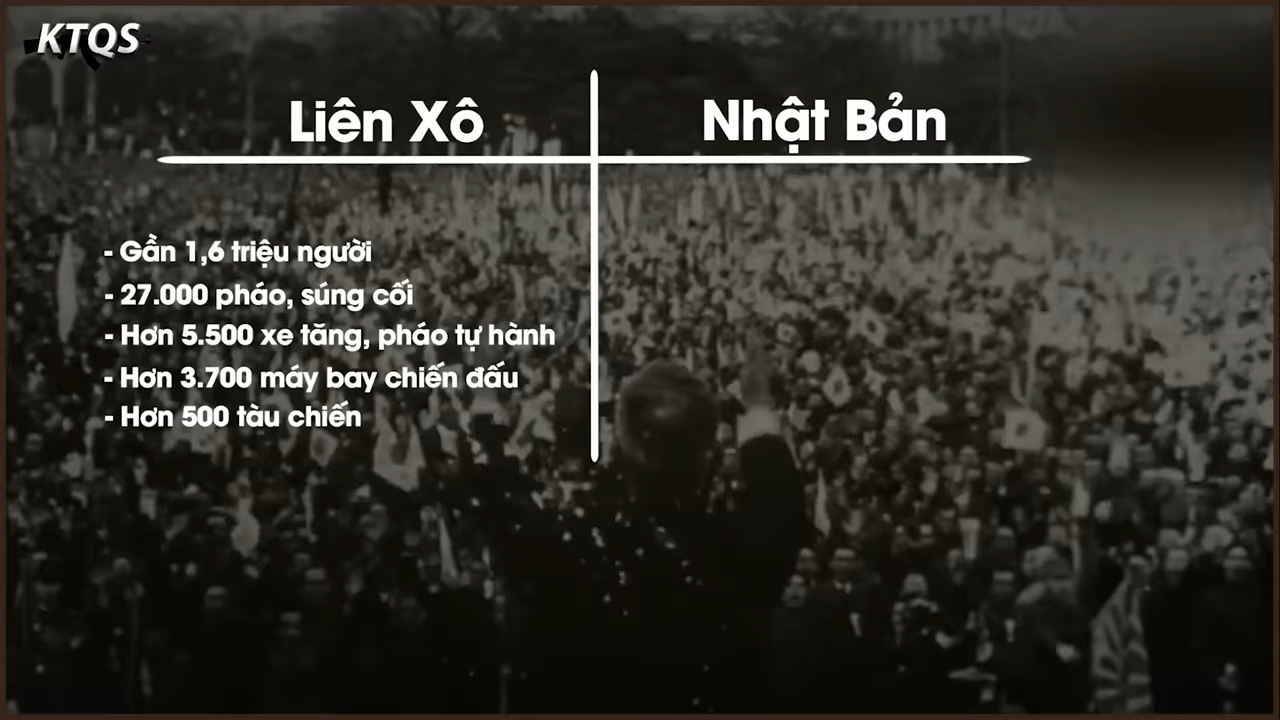 KTQS
Liên Xô
Nhật Bản
- Gần 1,6 triệu người
- 27.000 pháo, súng cối
- Hơn 5.500 xe tăng, pháo tự hành
- Hơn 3.700 máy bay chiến đấu
- Hơn 500 tàu chiến